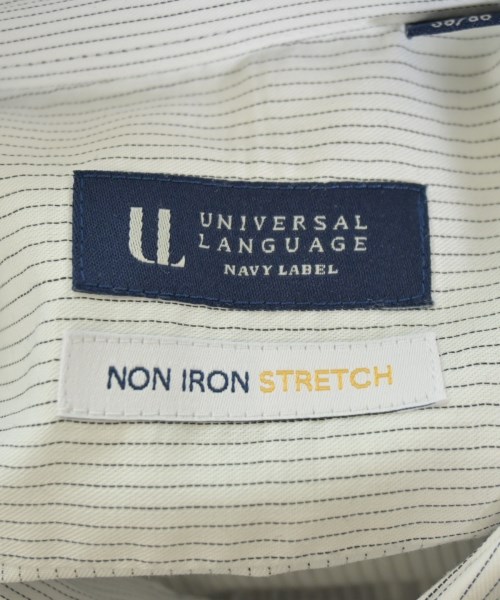 UL
UNIVERSAL
LANGUAGE
NAVY LABEL
NON IRON STRETCH